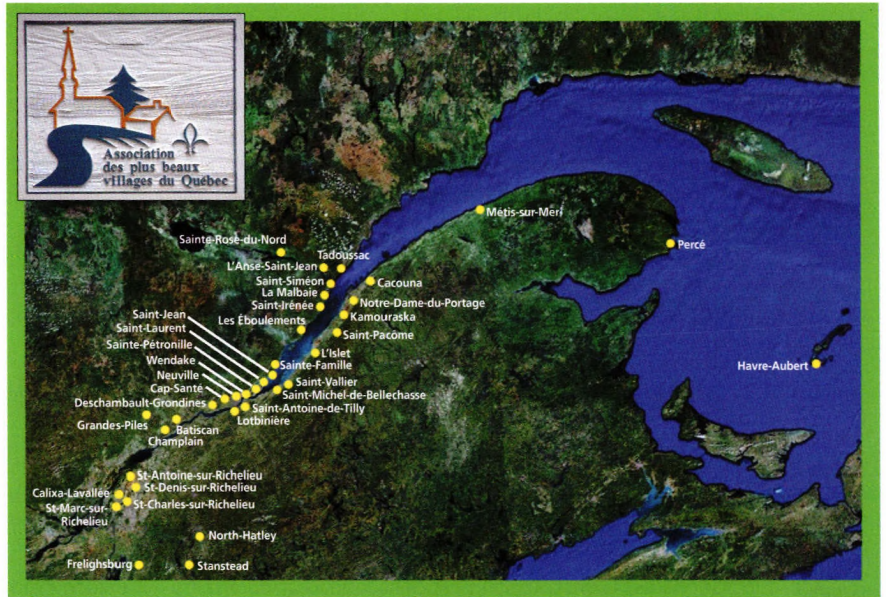 Association
des plus beaux
villages du Québec
Métis-sur-Mer
Sainte-Rose-du-Nord
Percé
Tadoussac
L'Anse-Saint-Jean
Saint-Siméon
Cacouna
La Malbaie
Notre-Dame-du-Portage
Saint-Irénée
Saint-Jean
Kamouraska
Les Éboulements
Saint-Laurent
Saint-Pacôme
Sainte-Pétronille
L'Islet
Wendake
Sainte-Famille
Havre-Aubert
Neuville
Saint-Vallier
Cap-Santé
Saint-Michel-de-Bellechasse
Deschambault-Grondines
Saint-Antoine-de-Tilly
Lotbinière
Grandes-Piles
Batiscan
Champlain
St-Antoine-sur-Richelieu
St-Denis-sur-Richelieu
Calixa-Lavallée
St-Charles-sur-Richelieu
St-Marc-sur-
Richelieu
North-Hatley
Frelighsburg
Stanstead